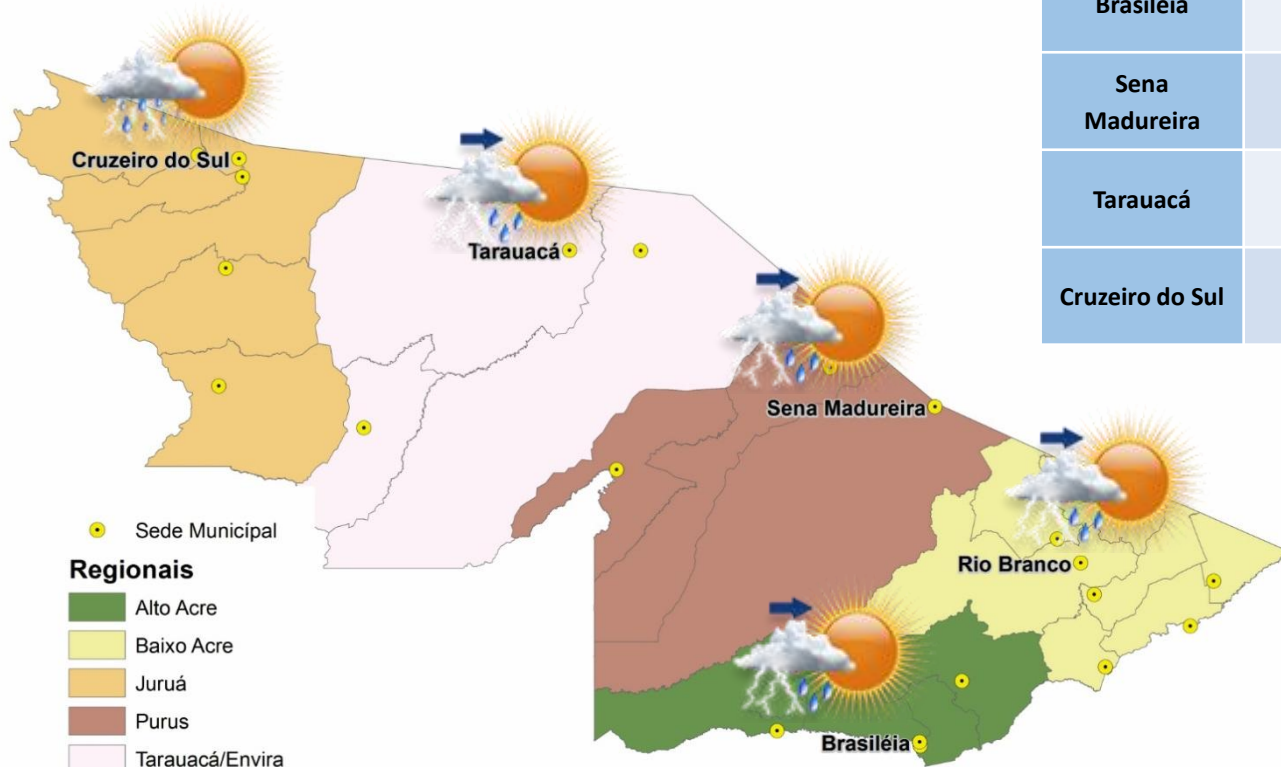 Brasiléia
Sena
Madureira
Tarauacá
Cruzeiro do Sul
Cruzeiro do Sul
Tarauacá
Sena Madureira
Rio Branco
Brasiléia
Sede Municípal
Regionais
Alto Acre
Baixo Acre
Juruá
Purus
Tarauacá/Envira